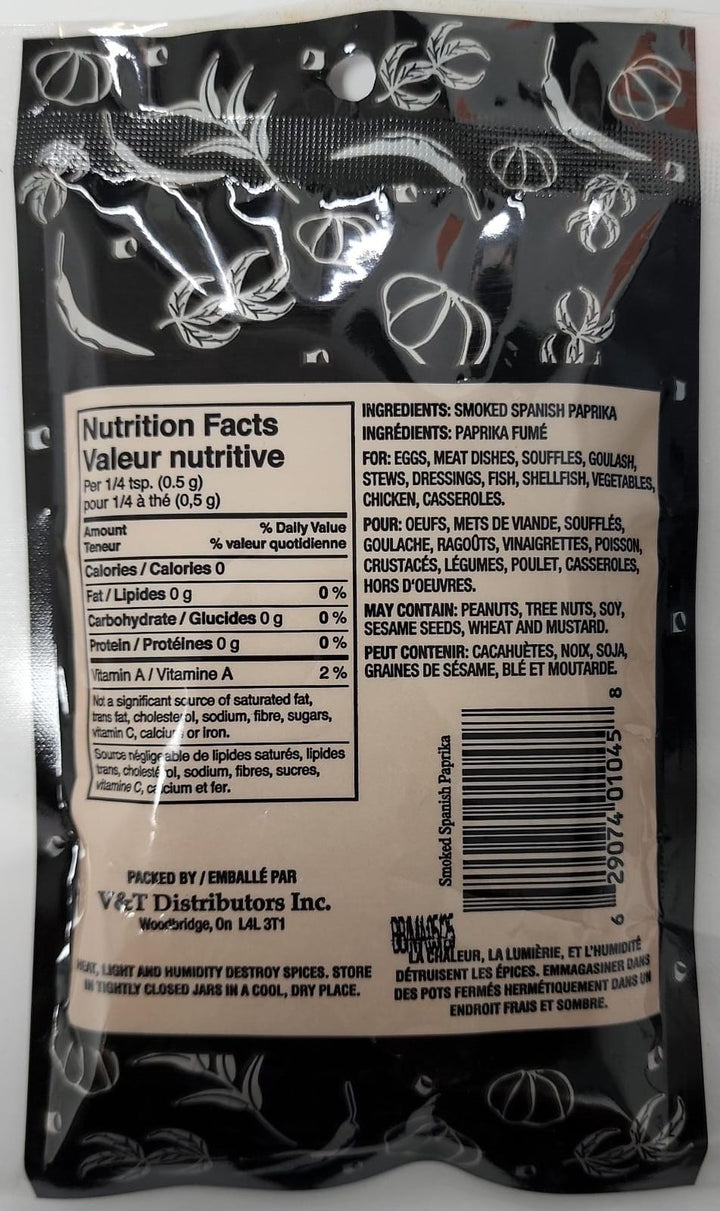 Nutrition Facts
Valeur nutritive
Per 1/4 tsp. (0.5 g)
pour 1/4 à thé (0,5 g)
Amount % Daily Value
Teneur % valeur quotidienne
Calories / Calories 0
Fat / Lipides 0 g 0 %
Carbohydrate / Glucides 0 g 0 %
Protein / Protéines 0 g 0 %
Vitamin A / Vitamine A 2 %
Not a significant source of saturated fat,
trans fat, cholesterol, sodium, fibre, sugars,
vitamin C, calcium or iron.
Source négligeable de lipides saturés, lipides
trans, cholestérol, sodium, fibres, sucres,
vitamine C, calcium et fer.
INGREDIENTS: SMOKED SPANISH PAPRIKA
INGRÉDIENTS: PAPRIKA FUMÉ
FOR: EGGS, MEAT DISHES, SOUFFLES, GOULASH,
STEWS, DRESSINGS, FISH, SHELLFISH, VEGETABLES,
CHICKEN, CASSEROLES.
POUR: OEUFS, METS DE VIANDE, SOUFFLÉS,
GOULACHE, RAGOÛTS, VINAIGRETTES, POISSON,
CRUSTACÉS, LÉGUMES, POULET, CASSEROLES,
HORS D'OEUVRES.
MAY CONTAIN: PEANUTS, TREE NUTS, SOY,
SESAME SEEDS, WHEAT AND MUSTARD.
PEUT CONTENIR: CACAHUÈTES, NOIX, SOJA,
GRAINES DE SÉSAME, BLÉ ET MOUTARDE.
Smoked Spanish Paprika
6 29074 01045 8
PACKED BY / EMBALLÉ PAR
V&T Distributors Inc.
Woodbridge, On L4L 3T1
HEAT, LIGHT AND HUMIDITY DESTROY SPICES. STORE
IN TIGHTLY CLOSED JARS IN A COOL, DRY PLACE.
LA CHALEUR, LA LUMIÈRIE, ET L'HUMIDITÉ
DÉTRUISENT LES ÉPICES. EMMAGASINER DANS
DES POTS FERMÉS HERMÉTIQUEMENT DANS UN
ENDROIT FRAIS ET SOMBRE.